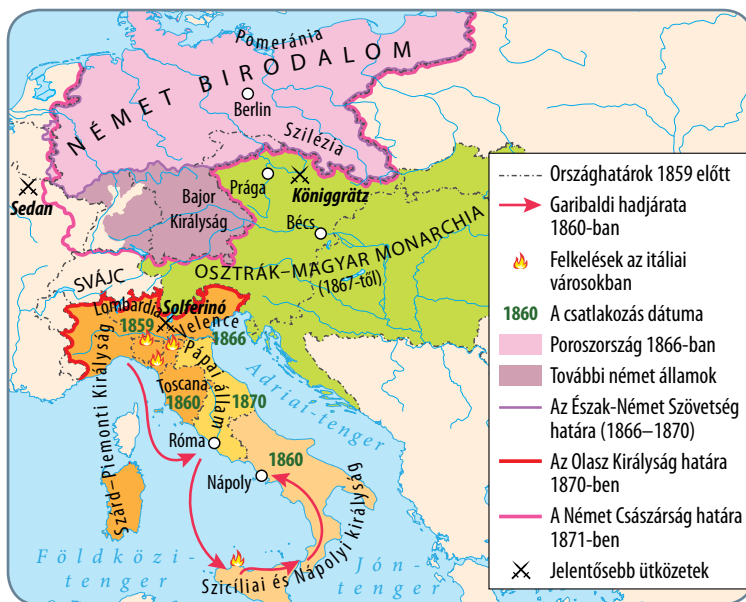 Pomeránia
NÉMET BIRODALOM
Berlin
Szilézia
Prága
Königgrätz
Sedan
Bajor
Királyság
Bécs
OSZTRÁK–MAGYAR MONARCHIA
(1867-től)
SVÁJC
Lombardia
Solferinó
1859
Velence
1866
Szárd-Piemonti Királyság
Pápai állam
Toscana
1860
1870
Adriai-tenger
Róma
1860
Nápoly
Földközi-
tenger
Szicíliai és Nápolyi királyság
Jón-
tenger
Országhatárok 1859 előtt
Garibaldi hadjárata
1860-ban
Felkelések az itáliai
városokban
1860 A csatlakozás dátuma
Poroszország 1866-ban
További német államok
Az Észak-Német Szövetség
határa (1866–1870)
Az Olasz Királyság határa
1870-ben
A Német Császárság határa
1871-ben
Jelentősebb ütközetek